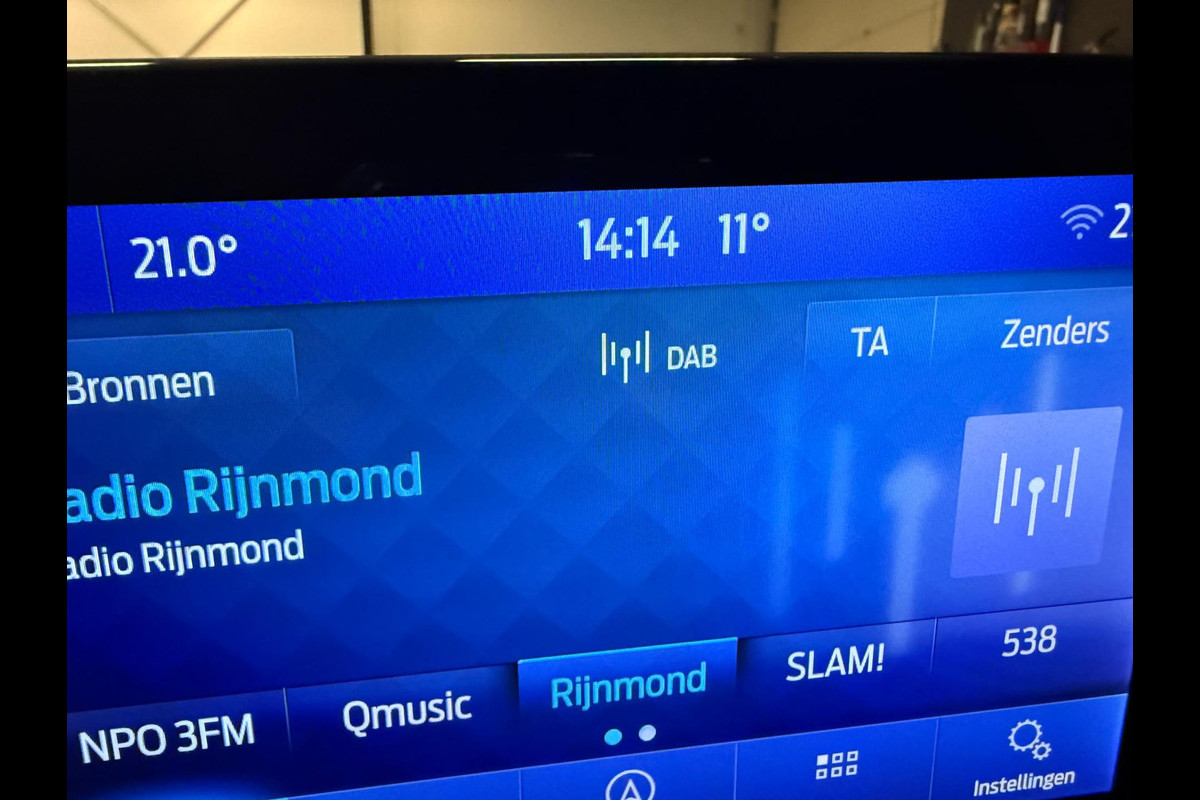 21.0° 14:14 11° 2
Bronnen DAB TA Zenders
adio Rijnmond
adio Rijnmond
NPO 3FM Qmusic Rijnmond SLAM! 538
Instellingen